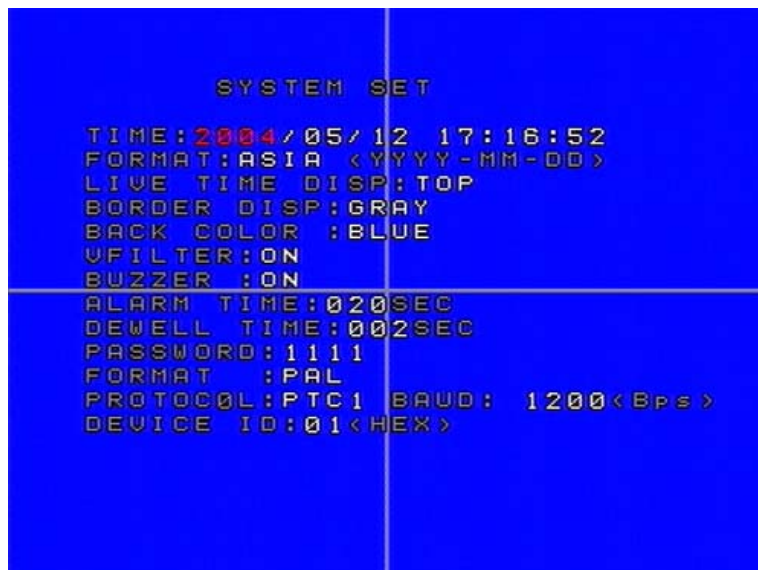 SYSTEM SET
TIME:2004/05/12 17:16:52
FORMAT:ASIA <YYYY-MM-DD>
LIVE TIME DISP:TOP
BORDER DISP:GRAY
BACK COLOR :BLUE
VFILTER:ON
BUZZER :ON
ALARM TIME:020SEC
DEWELL TIME:002SEC
PASSWORD:1111
FORMAT :PAL
PROTOCOL:PTC1 BAUD: 1200<Bps>
DEVICE ID:01<HEX>